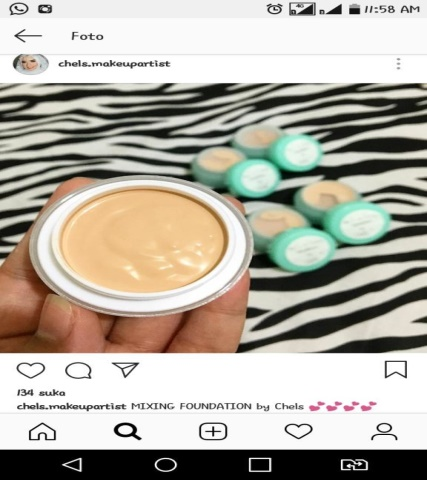 4G
11:58 AM
Foto
chels.makeupartist
134 suka
chels.makeupartist MIXING FOUNDATION by Chels 💕💕💕💕